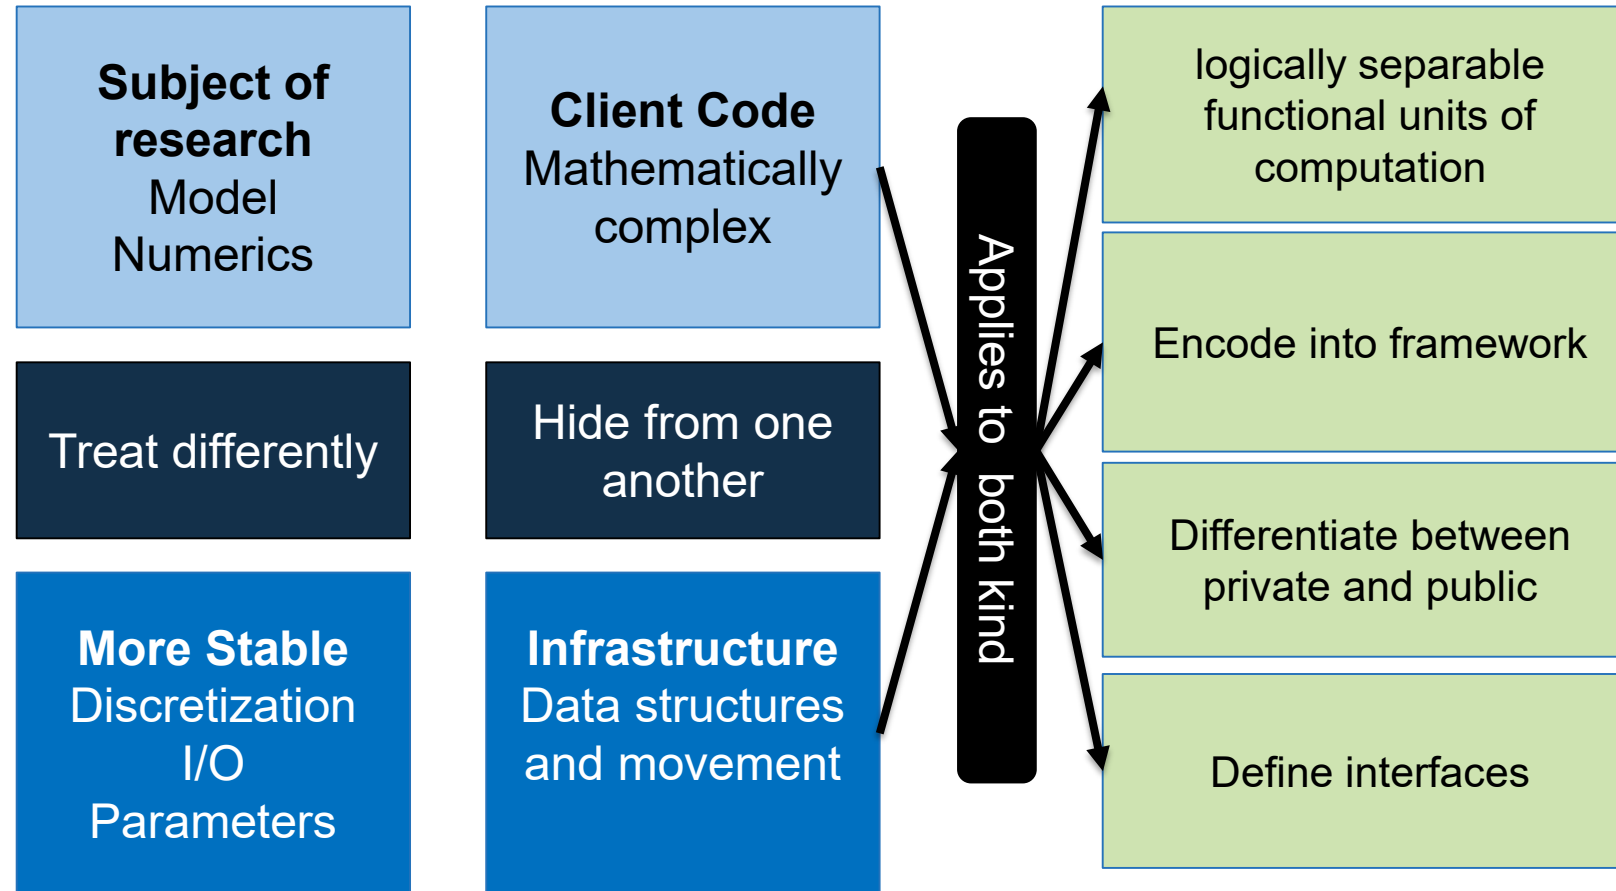 Subject of
research
Model
Numerics
Treat differently
More Stable
Discretization
I/O
Parameters
Client Code
Mathematically
complex
Hide from one
another
Infrastructure
Data structures
and movement
Applies to both kind
logically separable
functional units of
computation
Encode into framework
Differentiate between
private and public
Define interfaces